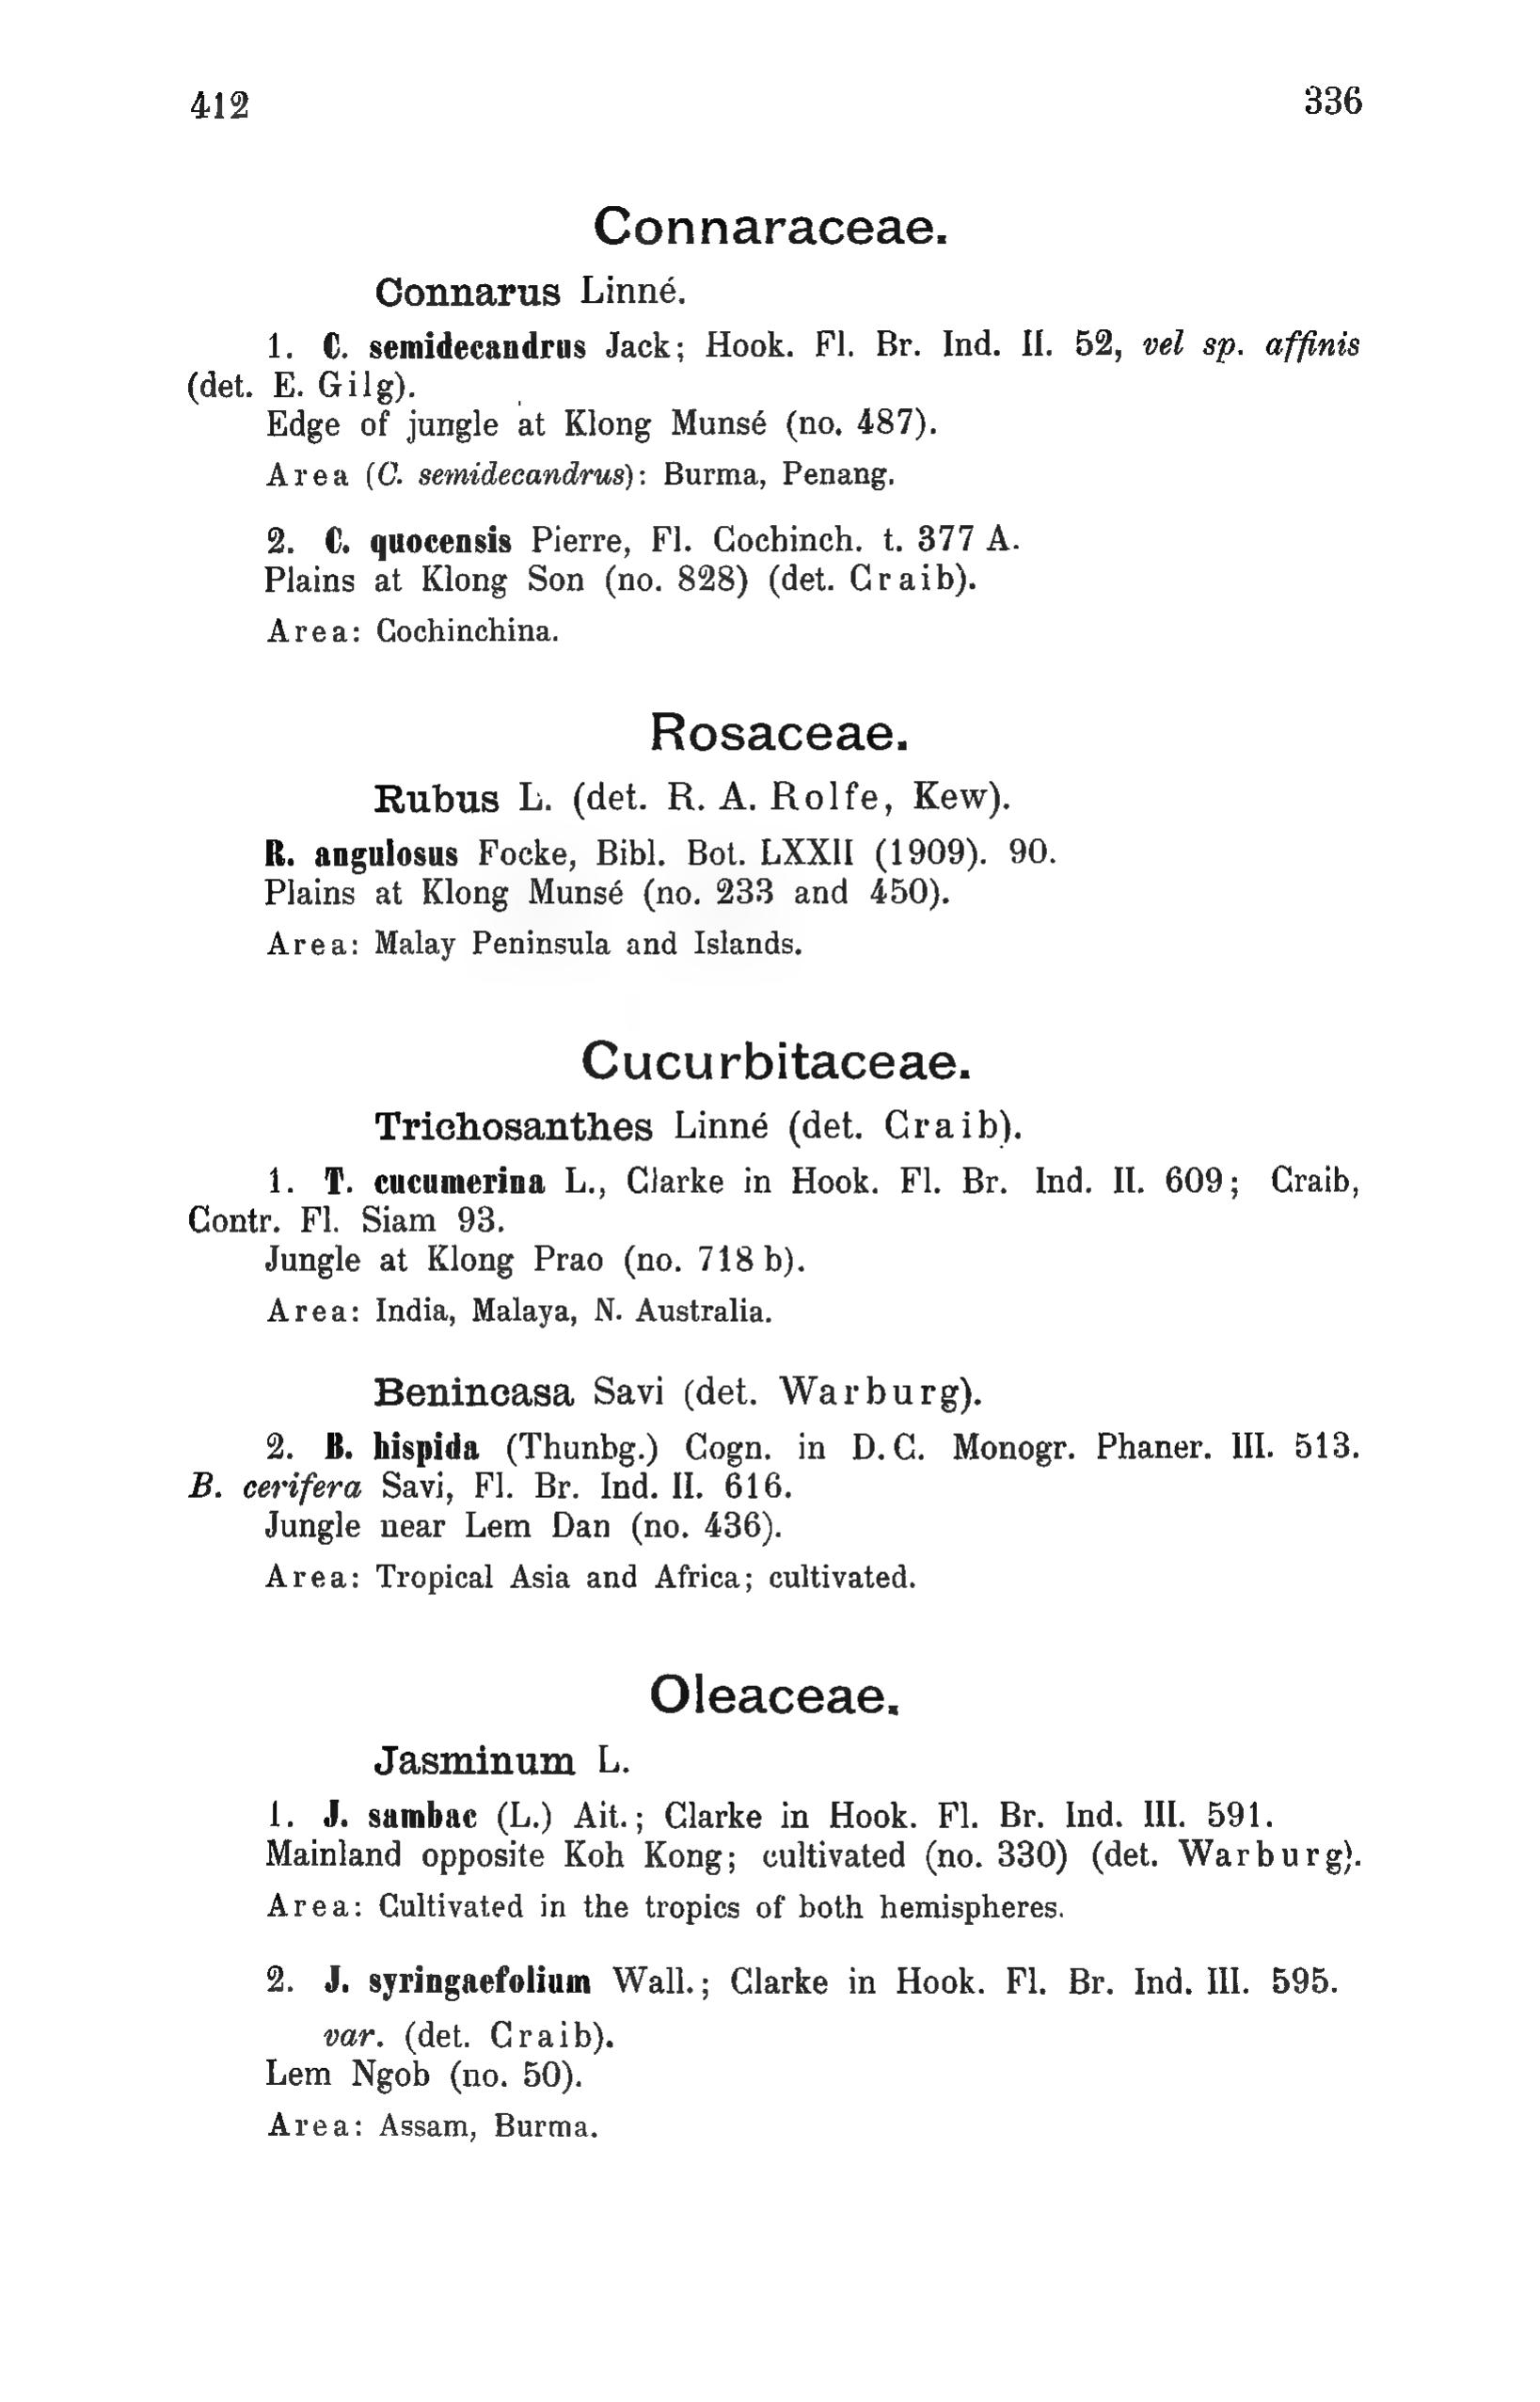 412 336
Connaraceae.
Connarus Linné.
1. C. semidecandrus Jack; Hook. Fl. Br. Ind. II. 52, vel sp. affinis
(det. E. Gilg).
Edge of jungle at Klong Munsé (no. 487).
Area (C. semidecandrus): Burma, Penang.
2. C. quocensis Pierre, Fl. Cochinch. t. 377 A.
Plains at Klong Son (no. 828) (det. Craib).
Area: Cochinchina.
Rosaceae.
Rubus L. (det. R. A. Rolfe, Kew).
R. angulosus Focke, Bibl. Bot. LXXII (1909). 90.
Plains at Klong Munsé (no. 233 and 450).
Area: Malay Peninsula and Islands.
Cucurbitaceae.
Trichosanthes Linné (det. Craib).
1. T. cucumerina L., Clarke in Hook. Fl. Br. Ind. II. 609; Craib,
Contr. Fl. Siam 93.
Jungle at Klong Prao (no. 718 b).
Area: India, Malaya, N. Australia.
Benincasa Savi (det. Warburg).
2. B. hispida (Thunbg.) Cogn. in D. C. Monogr. Phaner. III. 513.
B. cerifera Savi, Fl. Br. Ind. II. 616.
Jungle near Lem Dan (no. 436).
Area: Tropical Asia and Africa; cultivated.
Oleaceae.
Jasminum L.
1. J. sambac (L.) Ait.; Clarke in Hook. Fl. Br. Ind. III. 591.
Mainland opposite Koh Kong; cultivated (no. 330) (det. Warburg).
Area: Cultivated in the tropics of both hemispheres.
2. J. syringaefolium Wall.; Clarke in Hook. Fl. Br. Ind. III. 595.
var. (det. Craib).
Lem Ngob (no. 50).
Area: Assam, Burma.